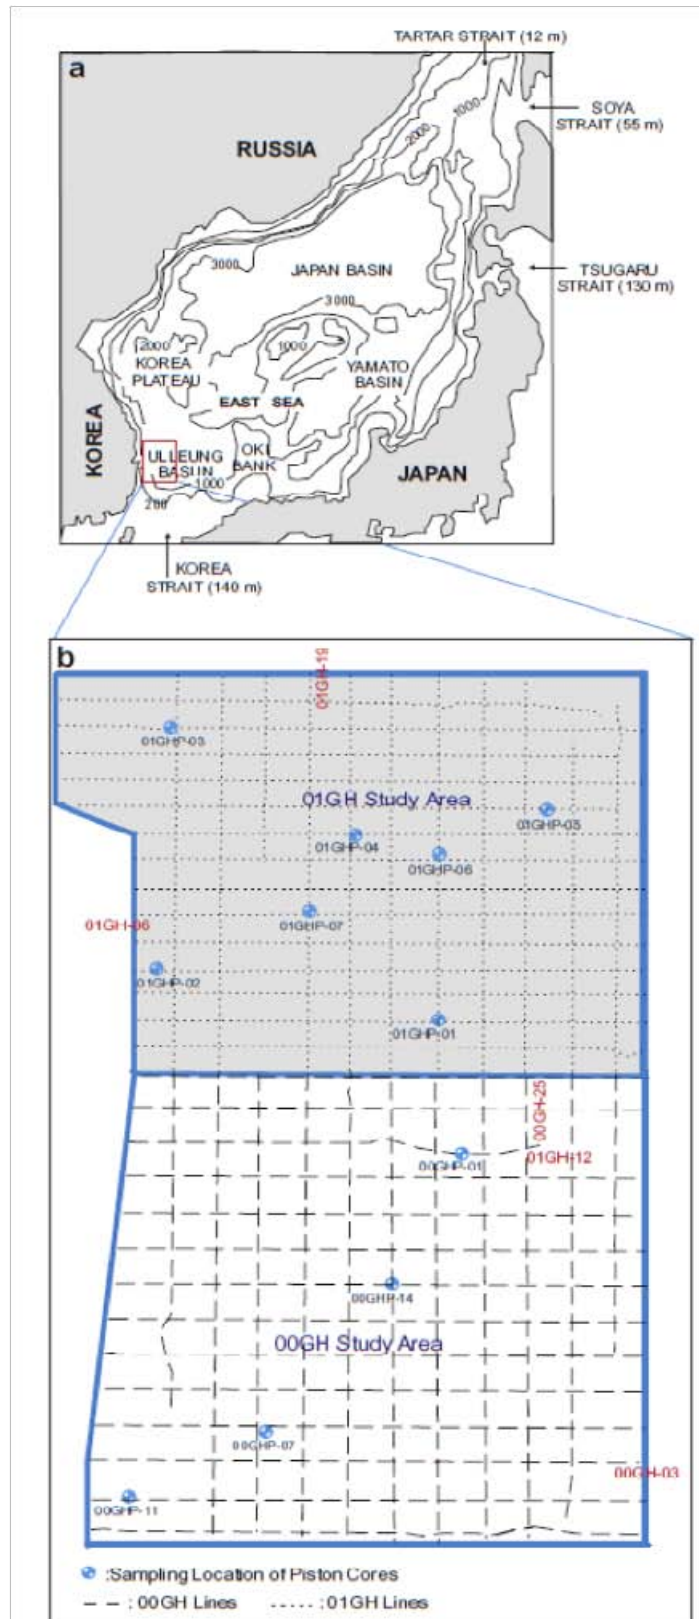 TARTAR STRAIT (12 m)
a
1000
SOYA
STRAIT (55 m)
2000
RUSSIA
3000
JAPAN BASIN
TSUGARU
STRAIT (130 m)
3000
2000
1000
KOREA
PLATEAU
YAMATO
BASIN
EAST SEA
KOREA
ULLEUNG
BASIN
OKI
BANK
JAPAN
1000
200
KOREA
STRAIT (140 m)
b
01GH-19
01GHP-03
01GH Study Area
01GHP-05
01GHP-04
01GHP-06
01GH-06
01GHP-07
01GHP-02
01GHP-01
00GH-25
00GHP-01
01GH-12
00GHP-14
00GH Study Area
00GHP-07
00GH-03
00GHP-11
:Sampling Location of Piston Cores
: 00GH Lines : 01GH Lines